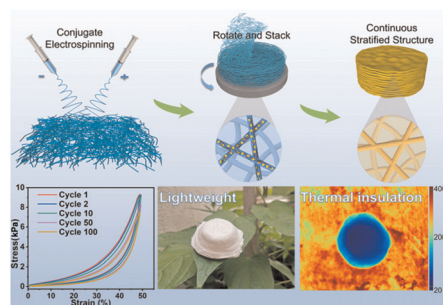 Conjugate
Electrospinning
Rotate and Stack
Continuous
Stratified Structure
-
+
Stress(kPa)
10
8
6
4
2
0
Cycle 1
Cycle 2
Cycle 10
Cycle 50
Cycle 100
0 10 20 30 40 50
Strain (%)
Lightweight
Thermal insulation
400
200
20